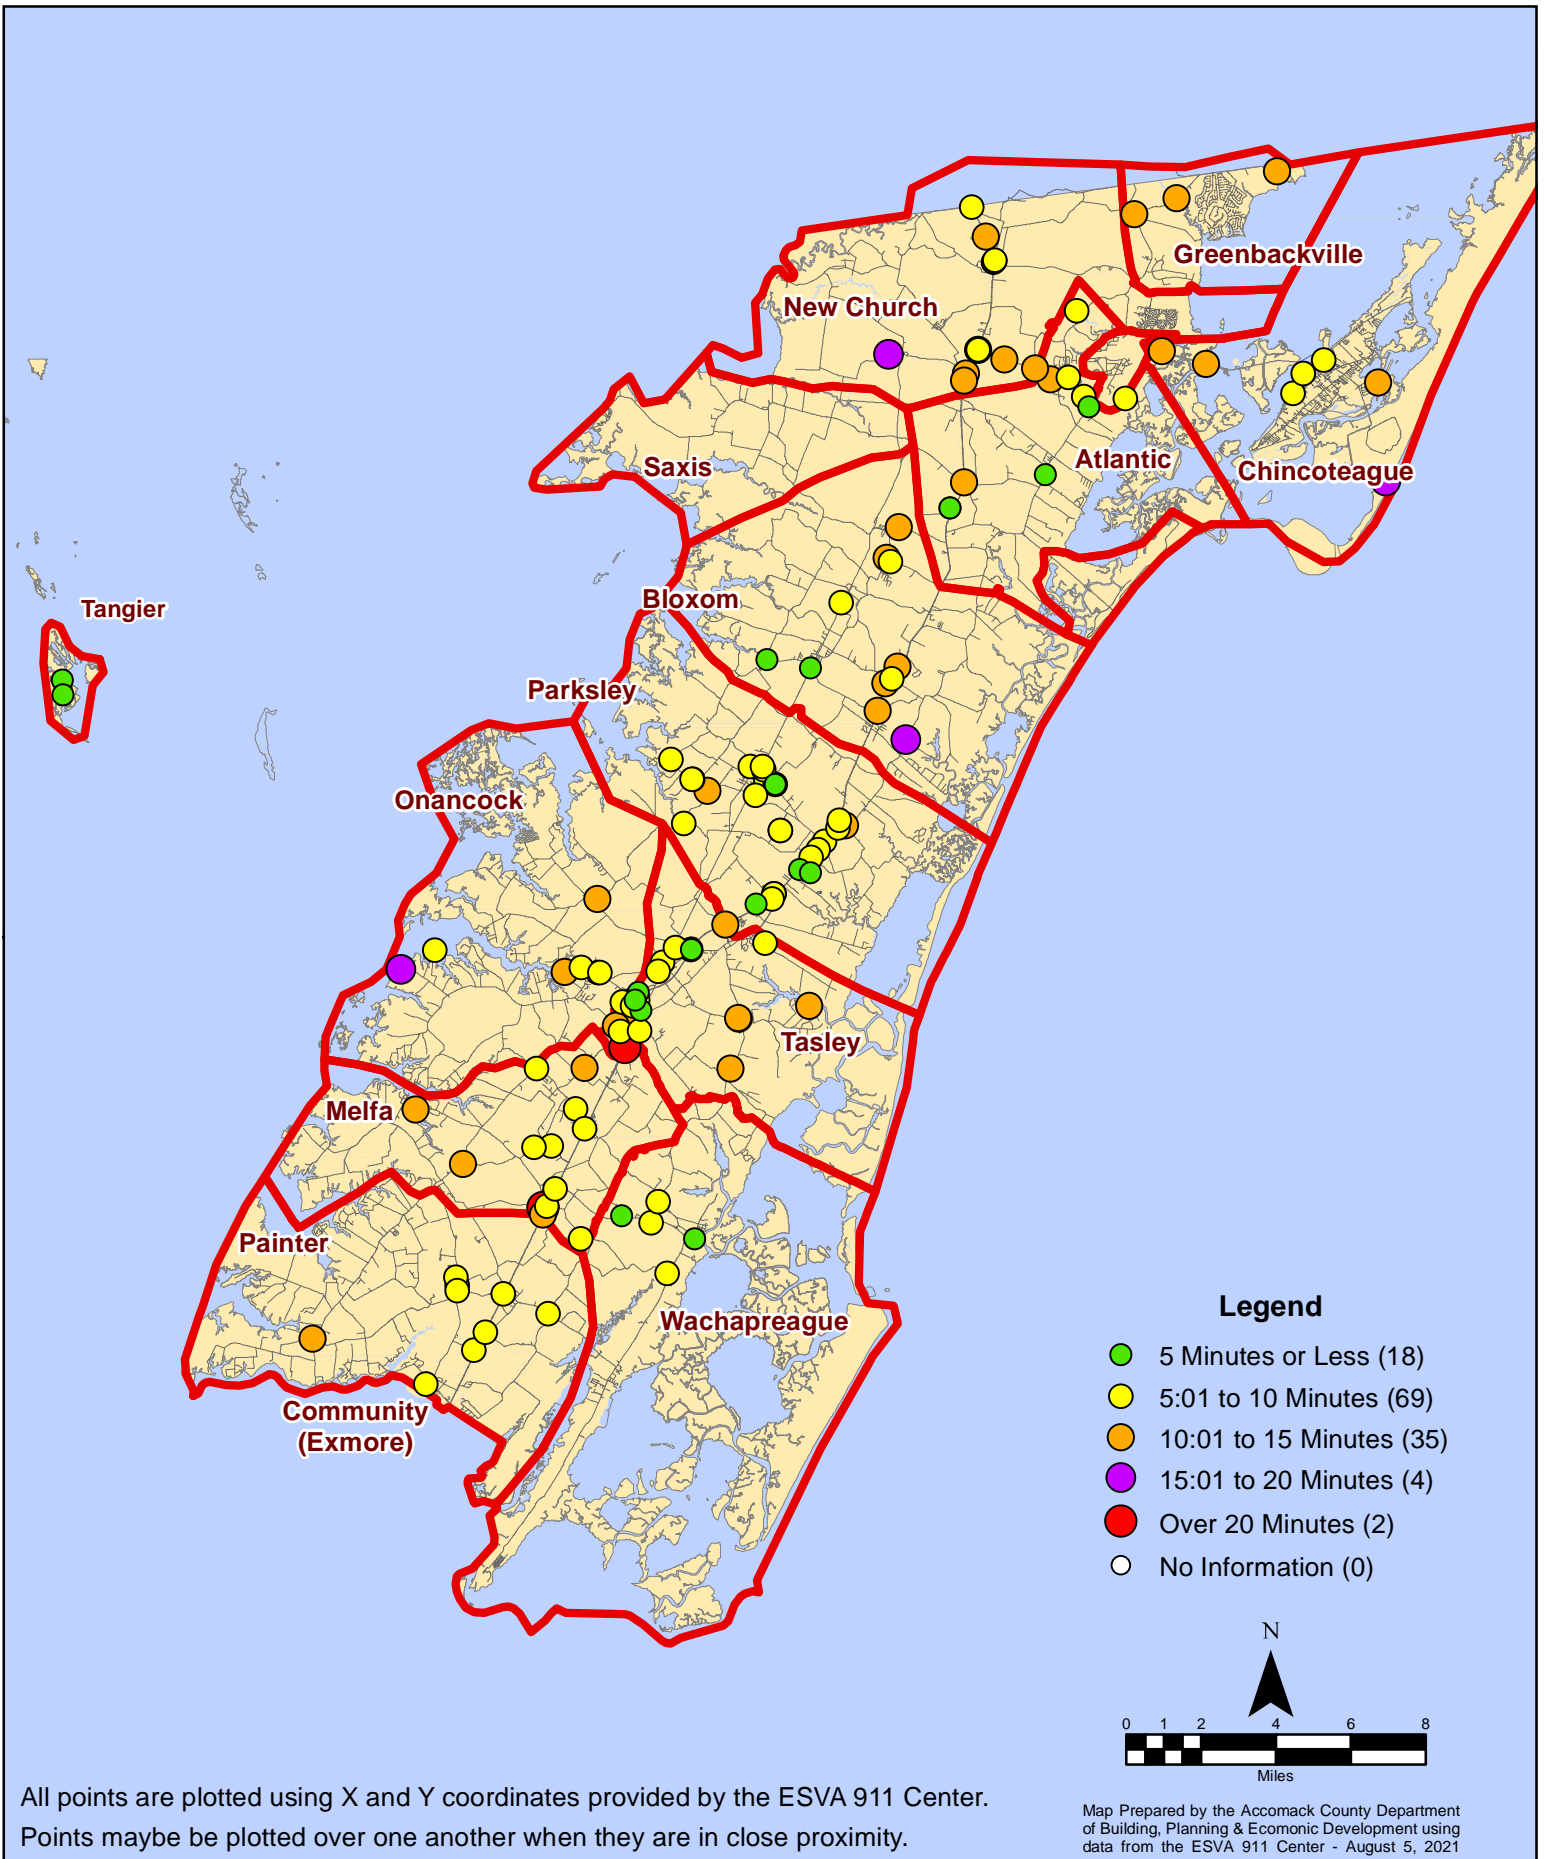 Greenbackville
New Church
Saxis
Atlantic
Chincoteague
Bloxom
Tangier
Parksley
Onancock
Tasley
Melfa
Painter
Wachapreague
Community
(Exmore)
Legend
5 Minutes or Less (18)
5:01 to 10 Minutes (69)
10:01 to 15 Minutes (35)
15:01 to 20 Minutes (4)
Over 20 Minutes (2)
No Information (0)
N
0 1 2 4 6 8
Miles
All points are plotted using X and Y coordinates provided by the ESVA 911 Center.
Points maybe be plotted over one another when they are in close proximity.
Map Prepared by the Accomack County Department
of Building, Planning & Ecomonic Development using
data from the ESVA 911 Center - August 5, 2021